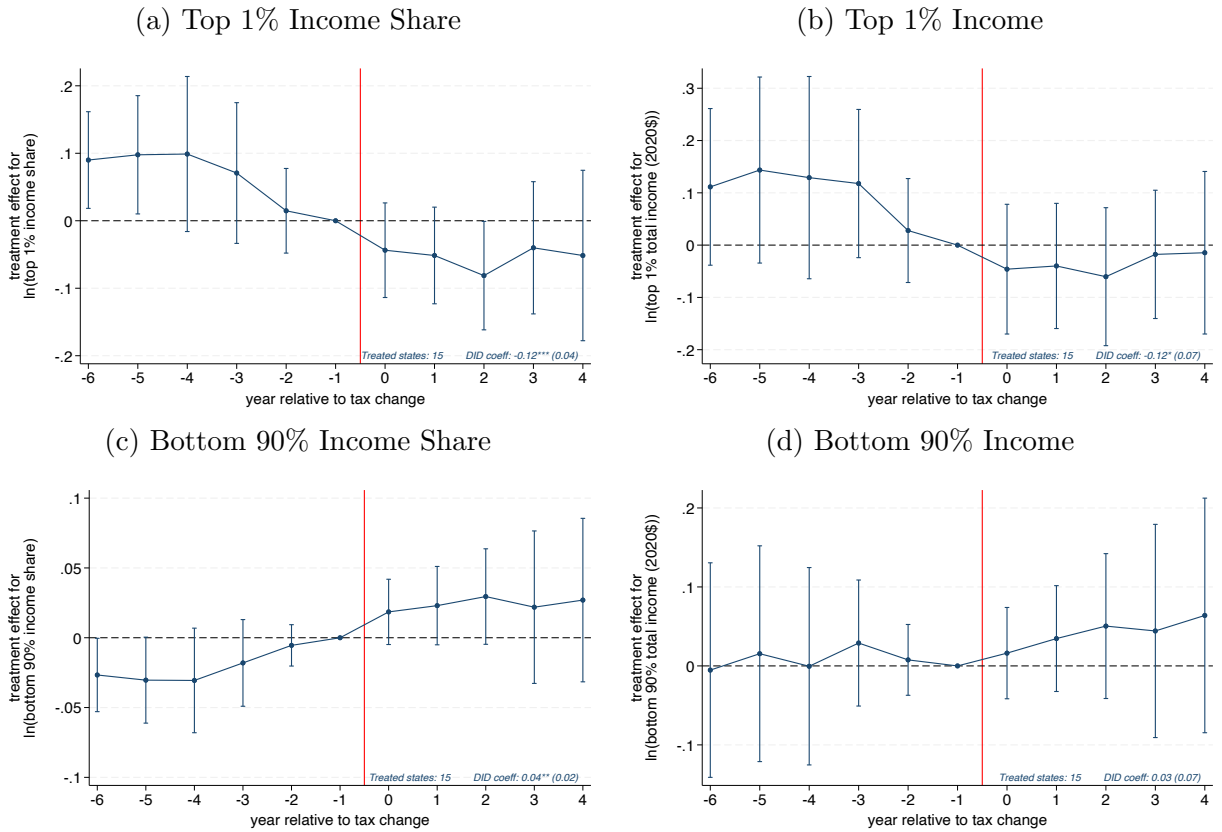 (a) Top 1% Income Share
treatment effect for
ln(top 1% income share)
.2
.1
0
-.1
-.2
Treated states: 15 DID coeff: -0.12*** (0.04)
-6 -5 -4 -3 -2 -1 0 1 2 3 4
year relative to tax change
(b) Top 1% Income
treatment effect for
ln(top 1% total income (2020$))
.3
.2
.1
0
-.1
-.2
Treated states: 15 DID coeff: -0.12* (0.07)
-6 -5 -4 -3 -2 -1 0 1 2 3 4
year relative to tax change
(c) Bottom 90% Income Share
treatment effect for
ln(bottom 90% income share)
.1
.05
0
-.05
-.1
Treated states: 15 DID coeff: 0.04** (0.02)
-6 -5 -4 -3 -2 -1 0 1 2 3 4
year relative to tax change
(d) Bottom 90% Income
treatment effect for
ln(bottom 90% total income (2020$))
.2
.1
0
-.1
Treated states: 15 DID coeff: 0.03 (0.07)
-6 -5 -4 -3 -2 -1 0 1 2 3 4
year relative to tax change